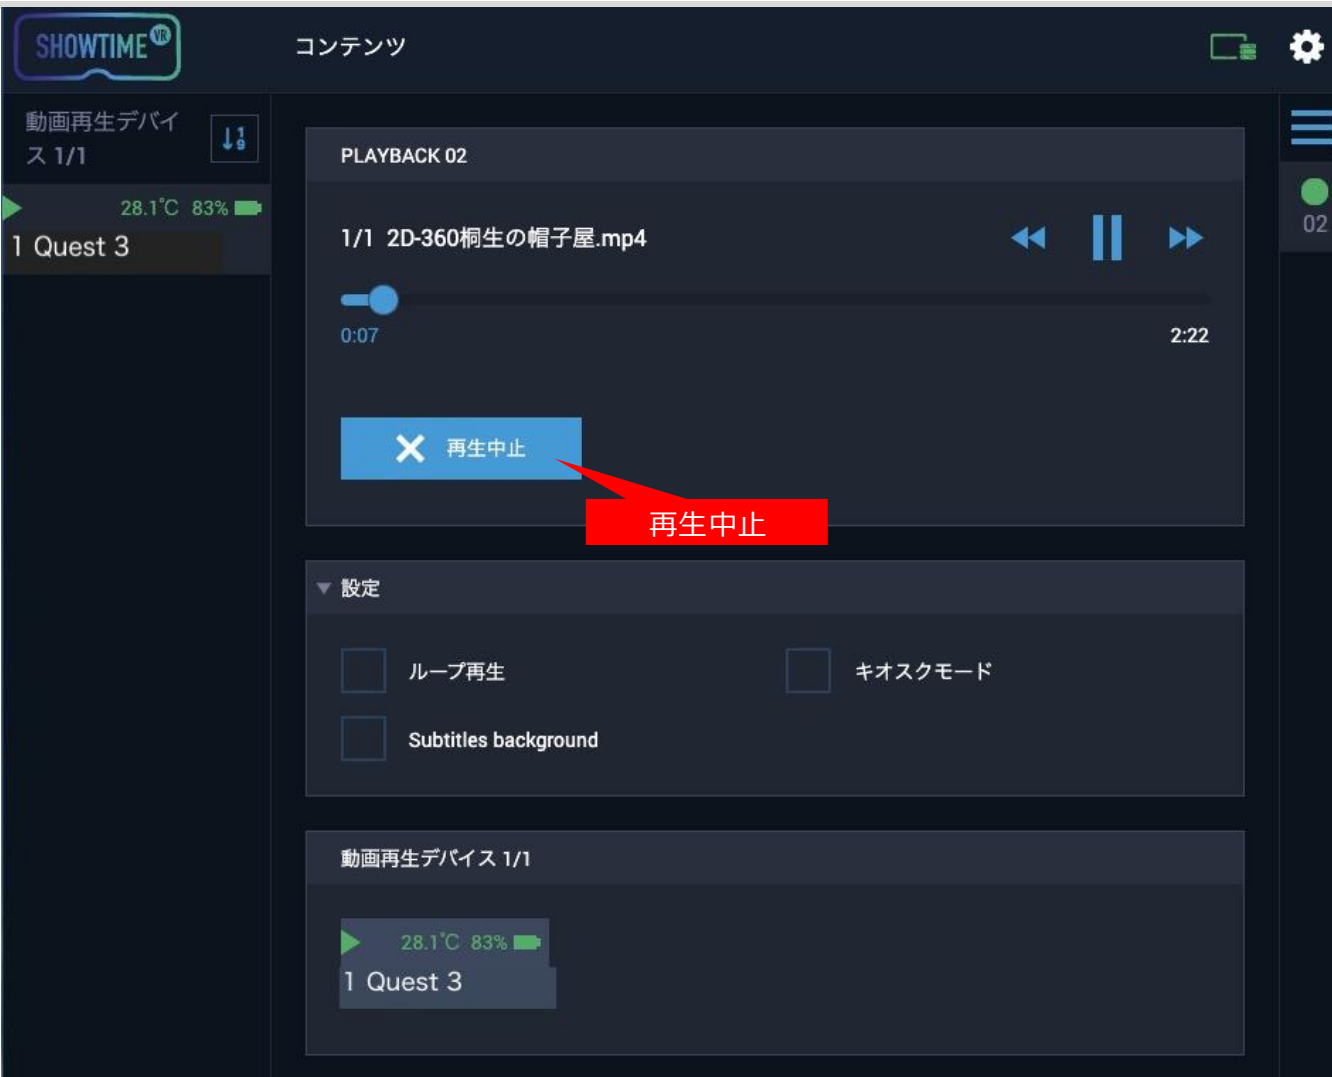 SHOWTIME VR
コンテンツ
動画再生デバイ
ス 1/1
28.1℃ 83%
1 Quest 3
PLAYBACK 02
1/1 2D-360桐生の帽子屋.mp4
0:07
2:22
再生中止
再生中止
設定
ループ再生
キオスクモード
Subtitles background
動画再生デバイス 1/1
28.1℃ 83%
1 Quest 3
1
9
02